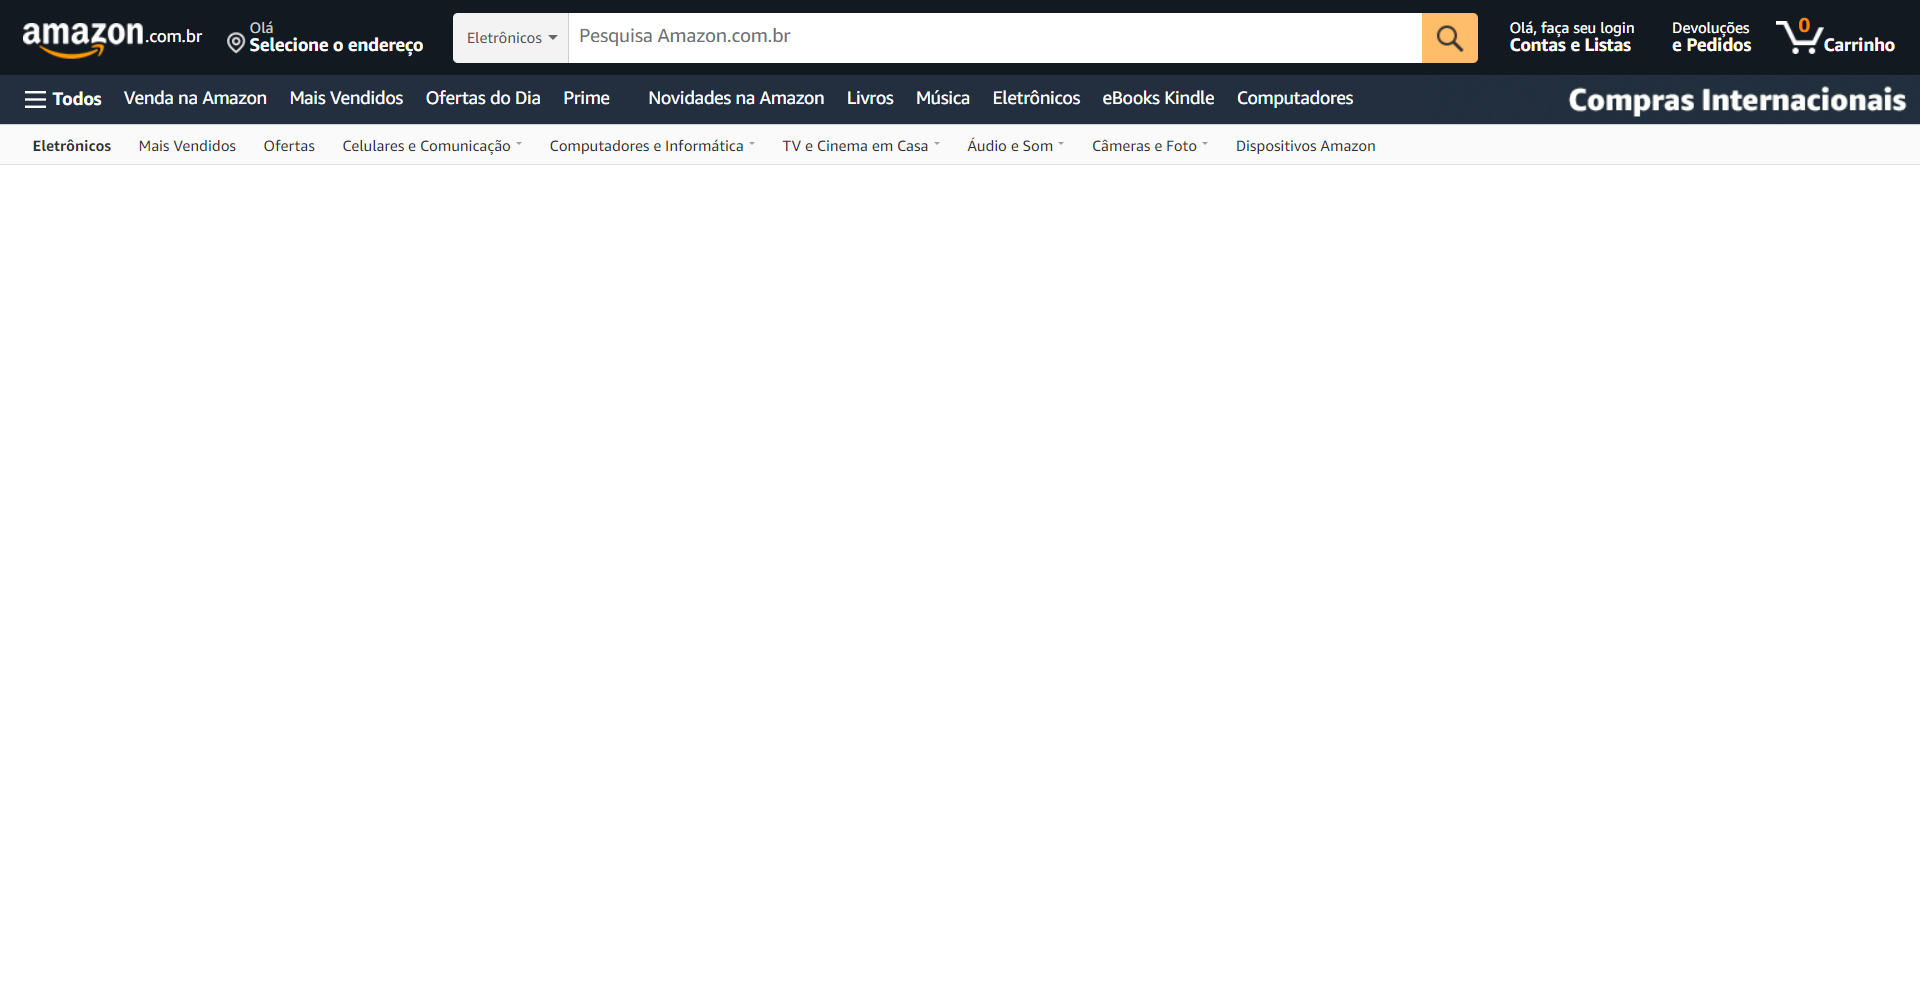 amazon.com.br
Olá
Selecione o endereço
Eletrônicos
Pesquisa Amazon.com.br
Olá, faça seu login
Contas e Listas
Devoluções
e Pedidos
0
Carrinho
Todos Venda na Amazon Mais Vendidos Ofertas do Dia Prime Novidades na Amazon Livros Música Eletrônicos eBooks Kindle Computadores Compras Internacionais
Eletrônicos Mais Vendidos Ofertas Celulares e Comunicação Computadores e Informática TV e Cinema em Casa Áudio e Som Câmeras e Foto Dispositivos Amazon